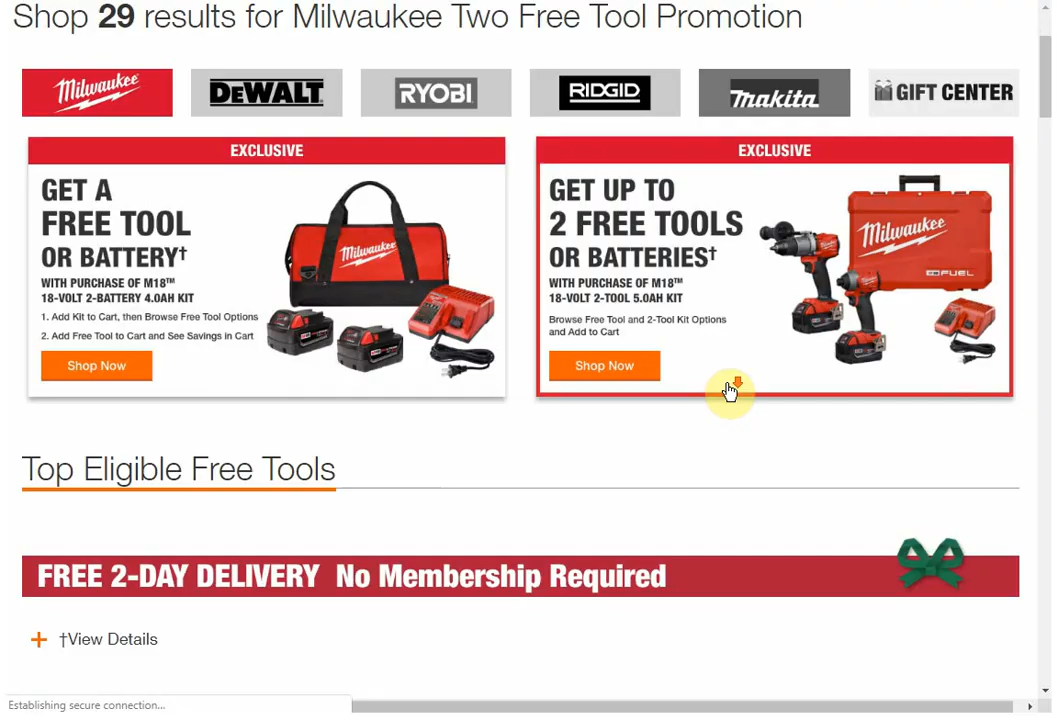 Shop 29 results for Milwaukee Two Free Tool Promotion
Milwaukee
DEWALT
RYOBI
RIDGID
makita
GIFT CENTER
EXCLUSIVE
GET A
FREE TOOL
OR BATTERY†
WITH PURCHASE OF M18™
18-VOLT 2-BATTERY 4.0AH KIT
1. Add Kit to Cart, then Browse Free Tool Options
2. Add Free Tool to Cart and See Savings in Cart
Shop Now
Milwaukee
EXCLUSIVE
GET UP TO
2 FREE TOOLS
OR BATTERIES†
WITH PURCHASE OF M18™
18-VOLT 2-TOOL 5.0AH KIT
Browse Free Tool and 2-Tool Kit Options
and Add to Cart
Shop Now
Milwaukee
FUEL
Top Eligible Free Tools
FREE 2-DAY DELIVERY No Membership Required
+ †View Details
Establishing secure connection...